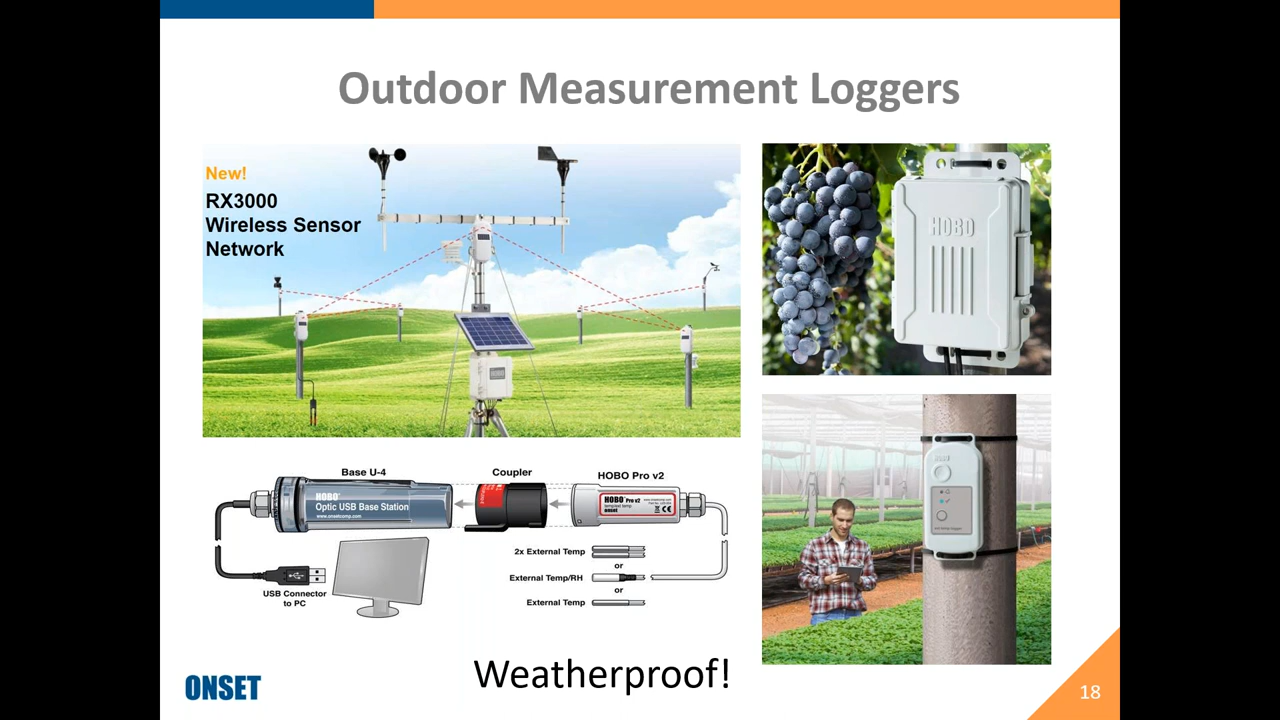 Outdoor Measurement Loggers
New!
RX3000
Wireless Sensor
Network
HOBO
Base U-4
Coupler
HOBO Pro v2
HOBO®
Optic USB Base Station
www.onsetcomp.com
HOBO® Pro v2
onset
2x External Temp
or
External Temp/RH
or
External Temp
USB Connector
to PC
Weatherproof!
ONSET
18